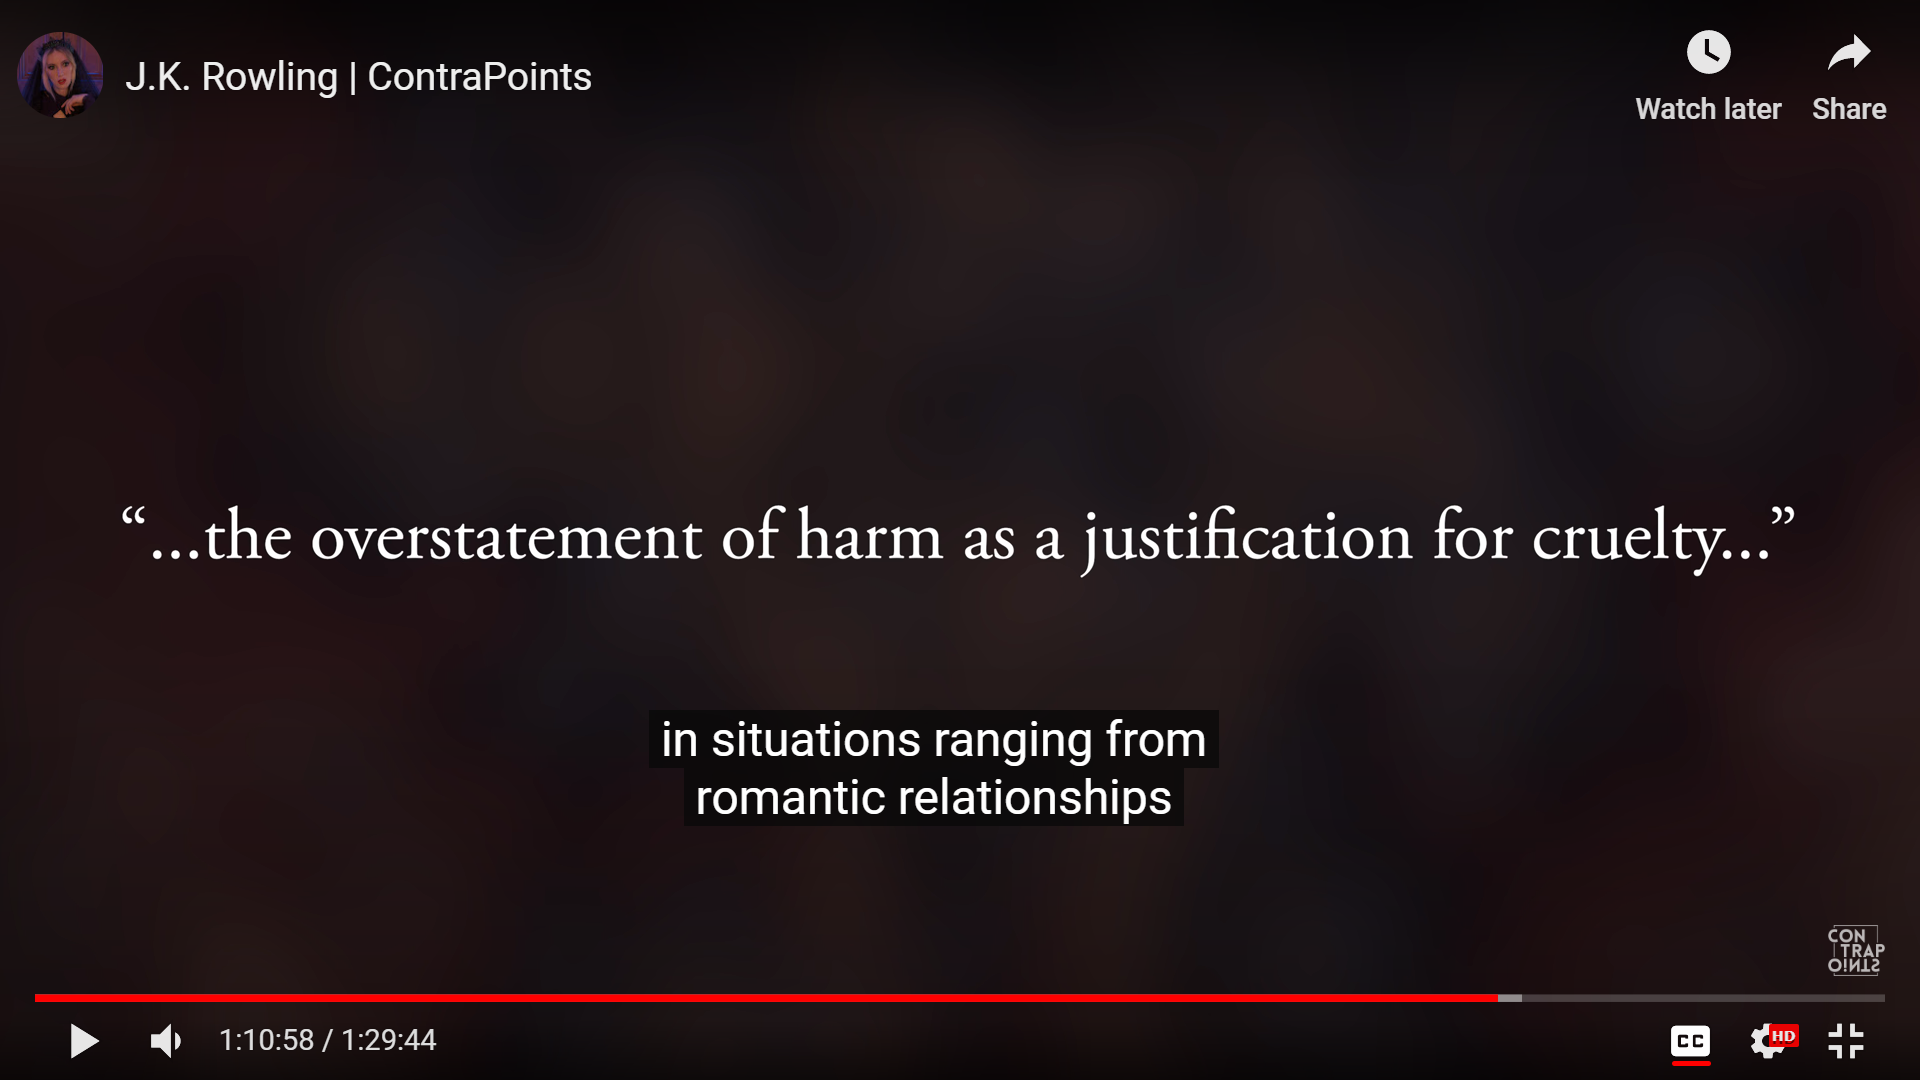 J.K. Rowling | ContraPoints
Watch later
Share
“...the overstatement of harm as a justification for cruelty...”
in situations ranging from
romantic relationships
CON
TRAP
OINTS
1:10:58 / 1:29:44
CC
HD